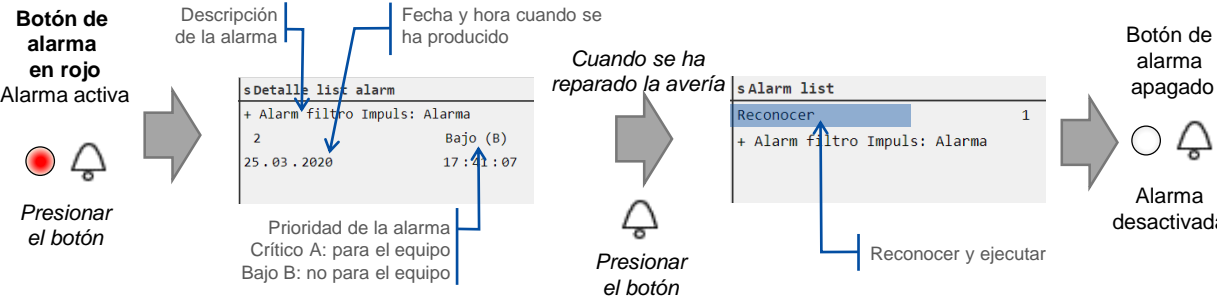 Botón de
alarma
en rojo
Alarma activa
Presionar
el botón
Descripción
de la alarma
Fecha y hora cuando se
ha producido
s Detalle list alarm
+ Alarm filtro Impuls: Alarma
2 Bajo (B)
25.03.2020 17:41:07
Prioridad de la alarma
Crítico A: para el equipo
Bajo B: no para el equipo
Cuando se ha
reparado la avería
Presionar
el botón
s Alarm list
Reconocer 1
+ Alarm filtro Impuls: Alarma
Reconocer y ejecutar
Botón de
alarma
apagado
Alarma
desactivada